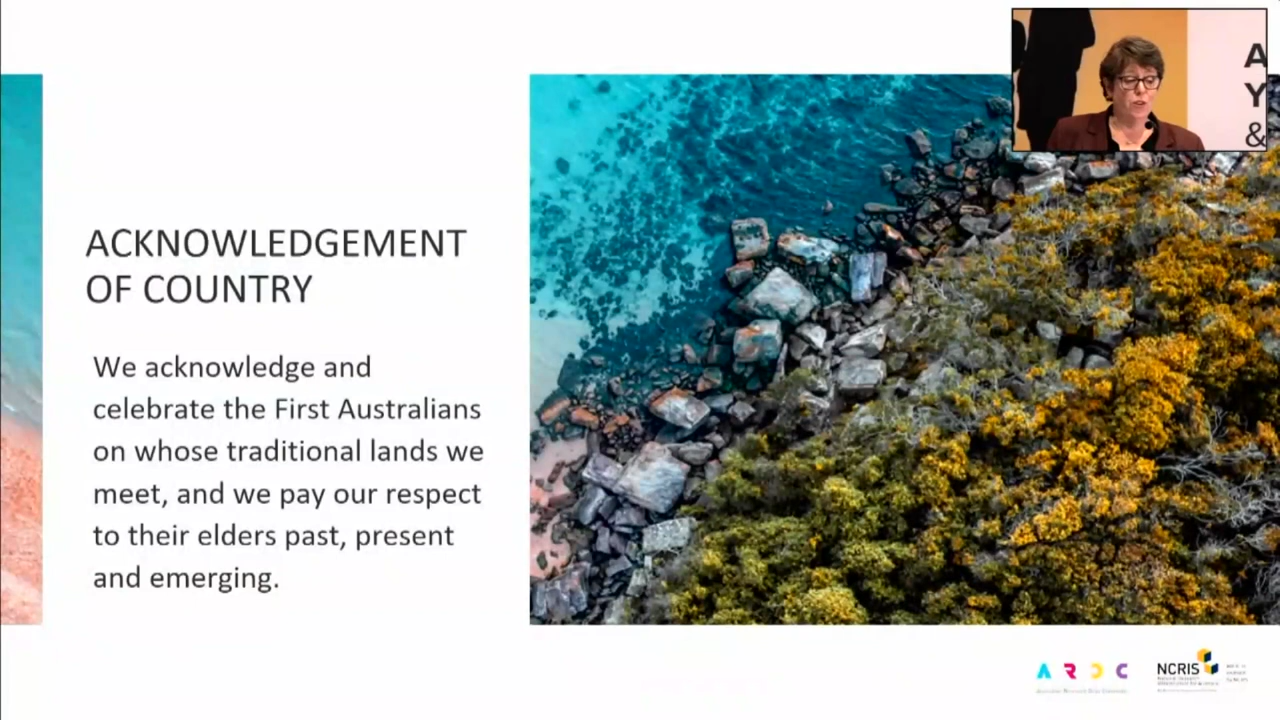 A
Y
&
ACKNOWLEDGEMENT
OF COUNTRY
We acknowledge and
celebrate the First Australians
on whose traditional lands we
meet, and we pay our respect
to their elders past, present
and emerging.
ARDC
NCRIS